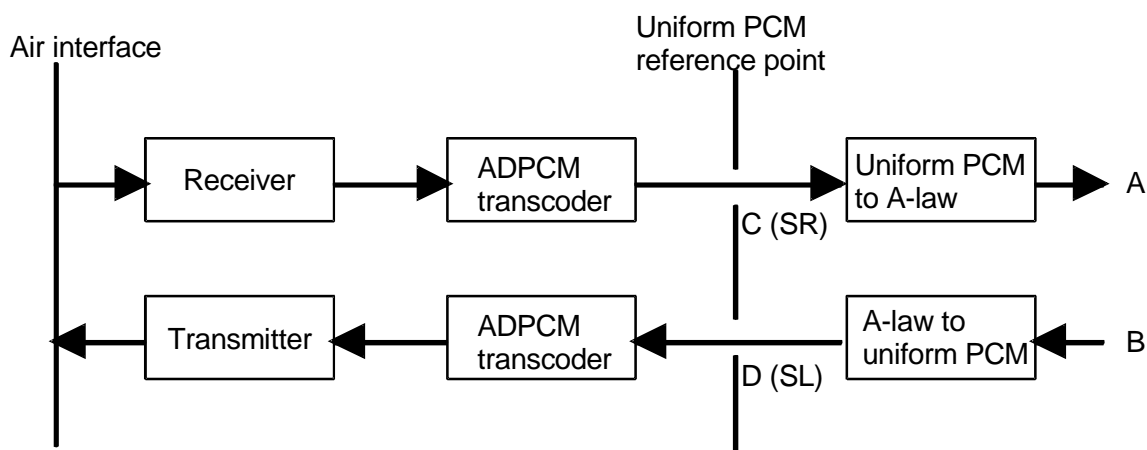 Air interface
Uniform PCM
reference point
Receiver
ADPCM
transcoder
Uniform PCM
to A-law
A
C (SR)
Transmitter
ADPCM
transcoder
A-law to
uniform PCM
B
D (SL)